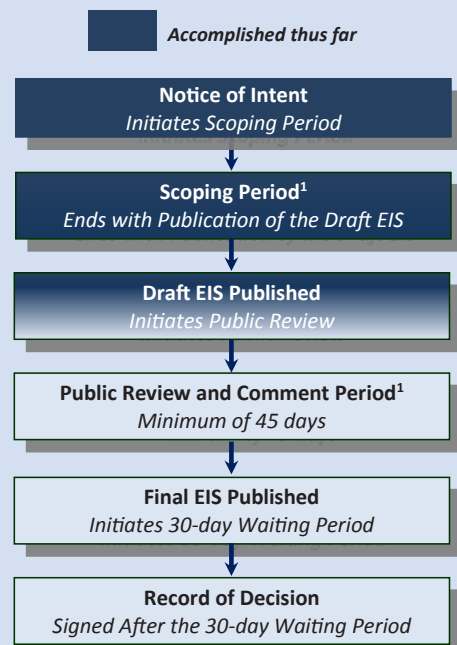 Accomplished thus far
Notice of Intent
Initiates Scoping Period
Scoping Period¹
Ends with Publication of the Draft EIS
Draft EIS Published
Initiates Public Review
Public Review and Comment Period¹
Minimum of 45 days
Final EIS Published
Initiates 30-day Waiting Period
Record of Decision
Signed After the 30-day Waiting Period